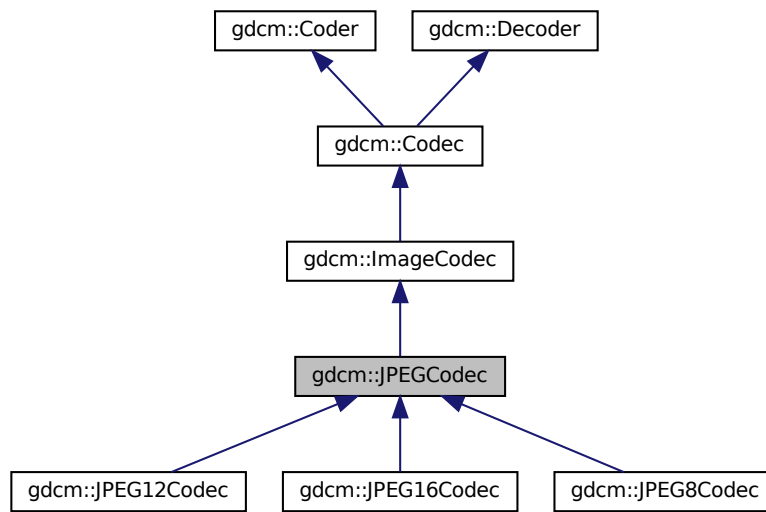 gdcm::Coder
gdcm::Decoder
gdcm::Codec
gdcm::ImageCodec
gdcm::JPEGCodec
gdcm::JPEG12Codec
gdcm::JPEG16Codec
gdcm::JPEG8Codec